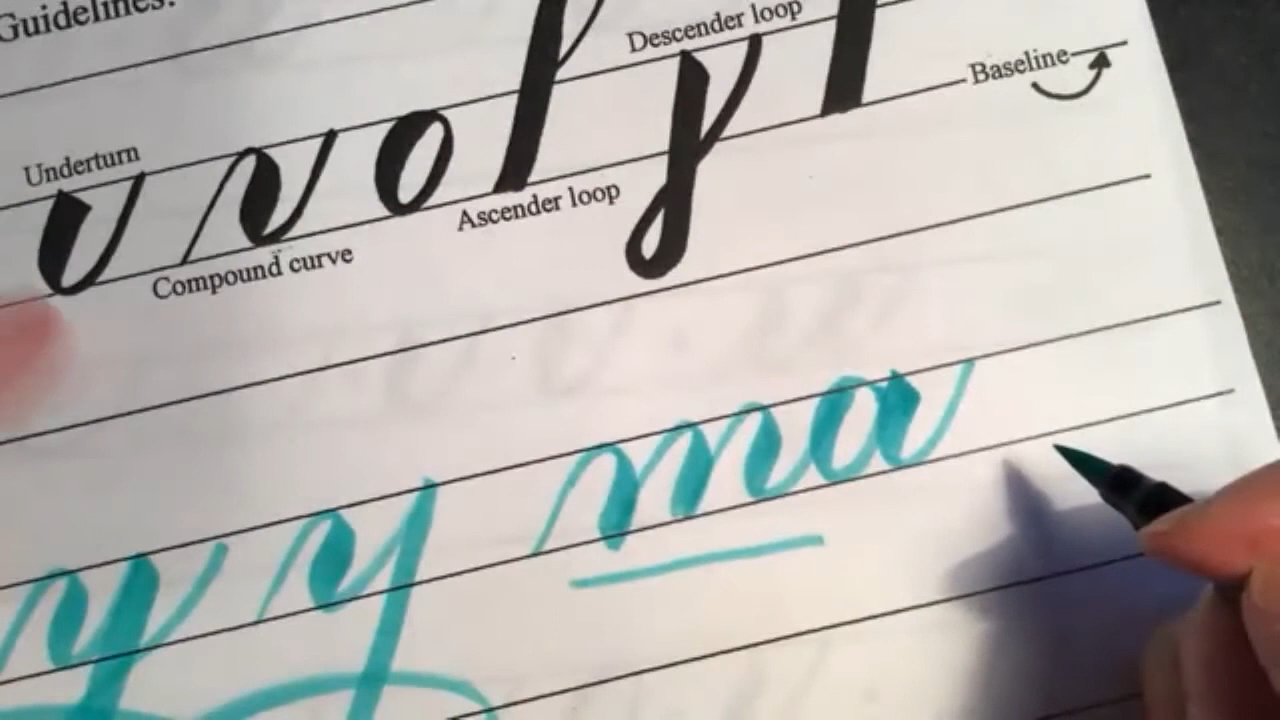 Guidelines:
Descender loop
Baseline
Underturn
Ascender loop
Compound curve
y y ma